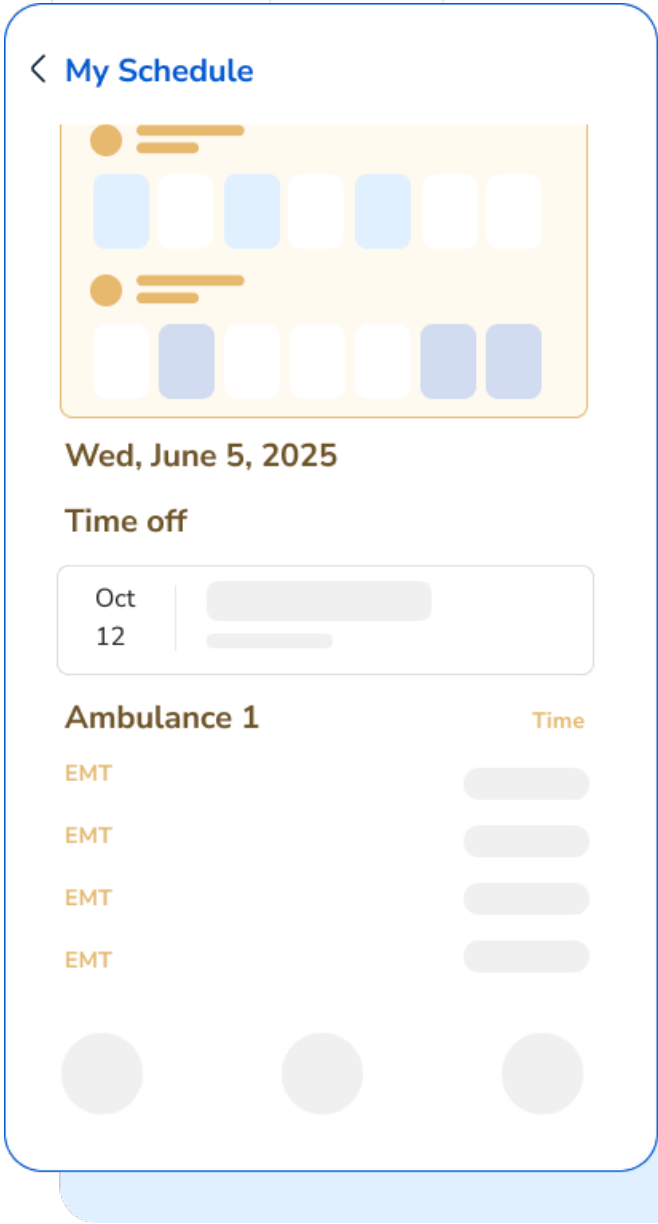 My Schedule
Wed, June 5, 2025
Time off
Oct
12
Ambulance 1
Time
EMT
EMT
EMT
EMT